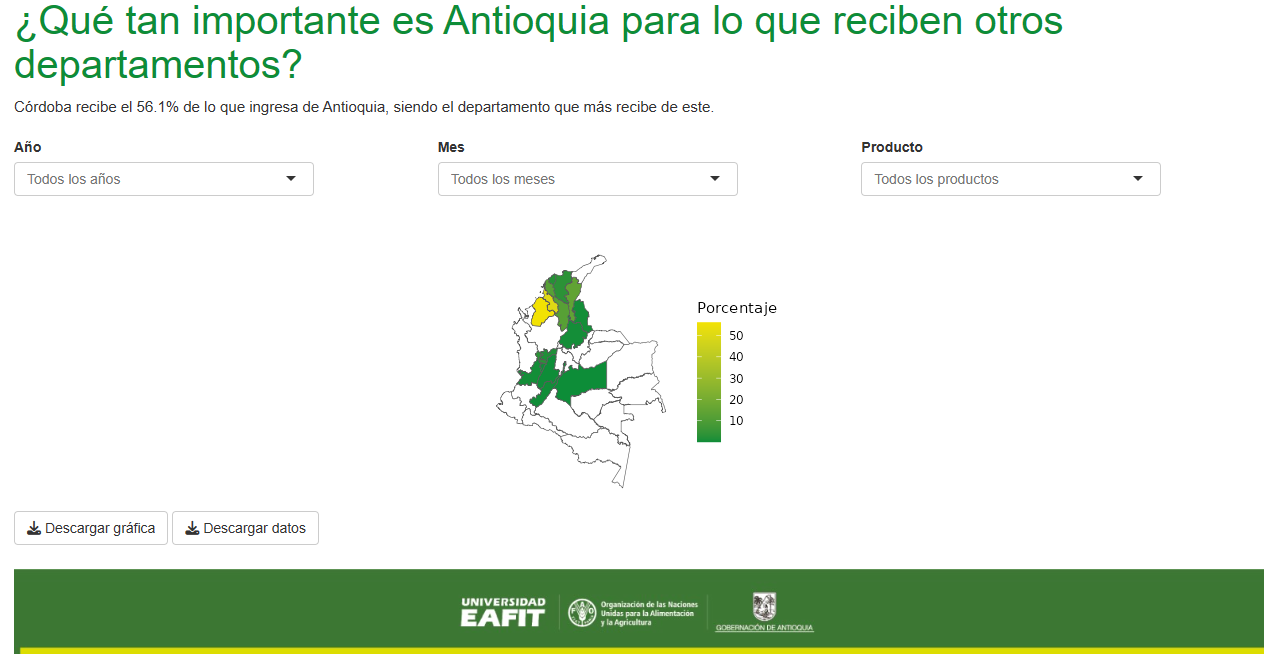 ¿Qué tan importante es Antioquia para lo que reciben otros
departamentos?
Córdoba recibe el 56.1% de lo que ingresa de Antioquia, siendo el departamento que más recibe de este.
Año
Mes
Producto
Todos los años
Todos los meses
Todos los productos
Porcentaje
50
40
30
20
10
Descargar gráfica
Descargar datos
UNIVERSIDAD
EAFIT
FAO
Organización de las Naciones
Unidas para la Alimentación
y la Agricultura
GOBERNACIÓN DE ANTIOQUIA